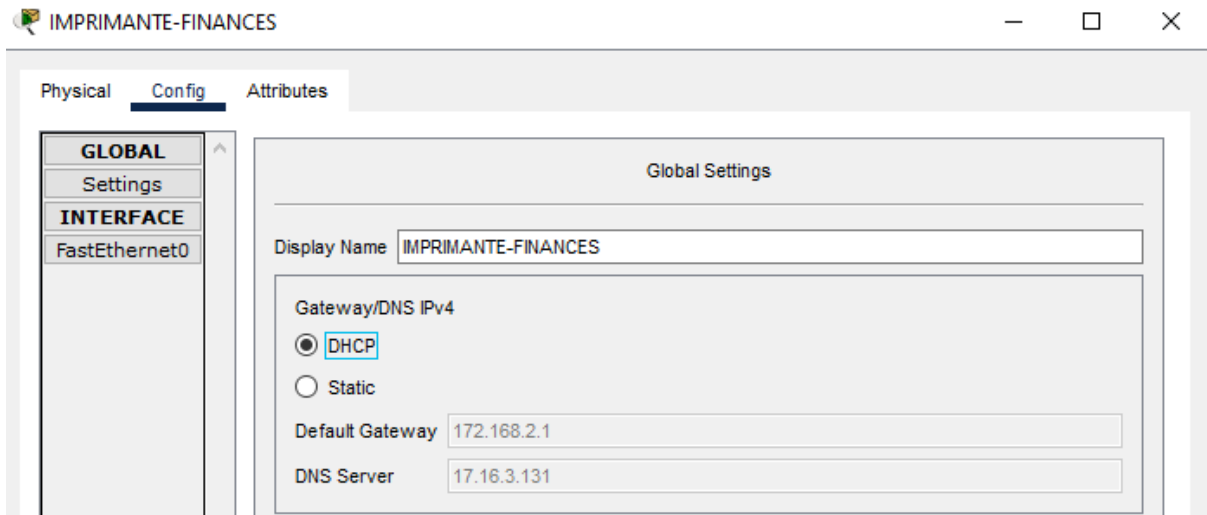 IMPRIMANTE-FINANCES
Physical Config Attributes
GLOBAL
Settings
INTERFACE
FastEthernet0
Global Settings
Display Name IMPRIMANTE-FINANCES
Gateway/DNS IPv4
DHCP
Static
Default Gateway 172.168.2.1
DNS Server 17.16.3.131